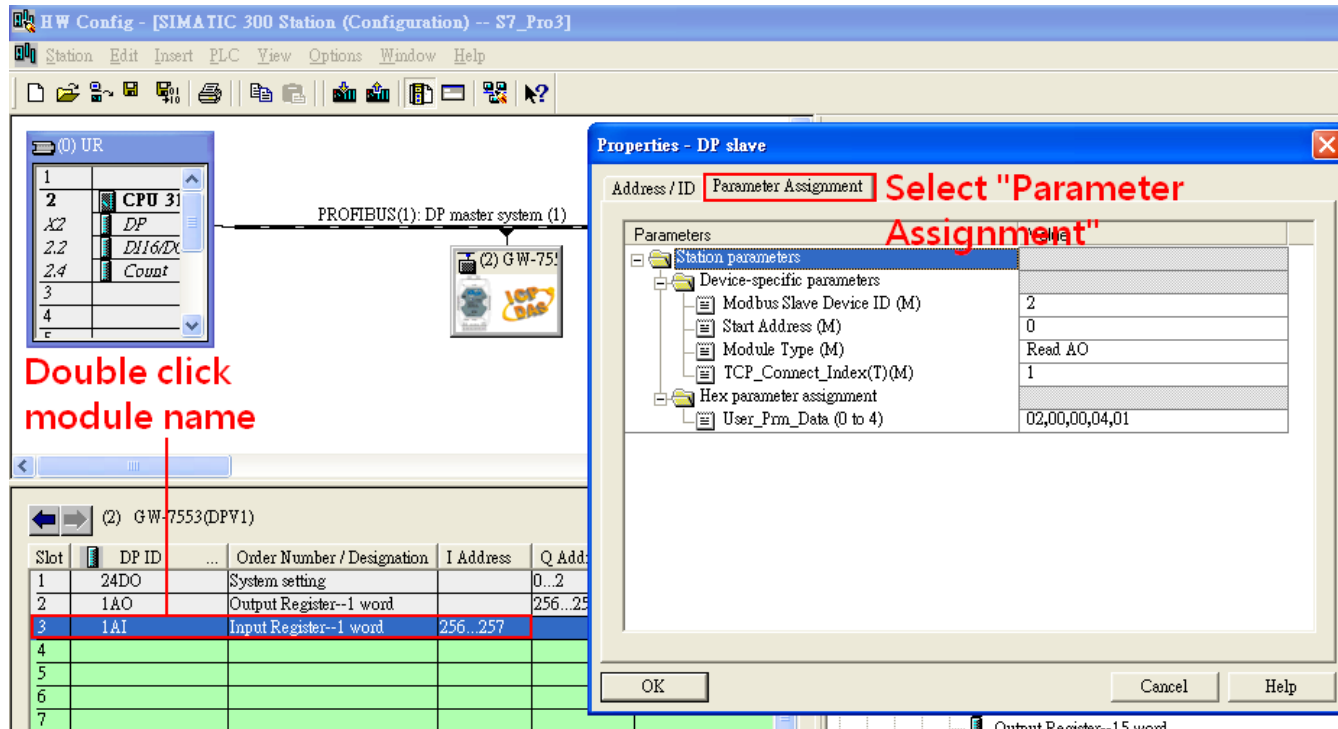 HW Config - [SIMATIC 300 Station (Configuration) -- S7_Pro3]
Station Edit Insert PLC View Options Window Help
(0) UR
1
2 CPU 31
X2 DP
2.2 DI16/DO
2.4 Count
3
4
PROFIBUS(1): DP master system (1)
(2) GW-755
ICP DAS
Double click
module name
Properties - DP slave
Address / ID Parameter Assignment
Select "Parameter
Assignment"
Parameters Value
Station parameters
Device-specific parameters
Modbus Slave Device ID (M) 2
Start Address (M) 0
Module Type (M) Read AO
TCP_Connect_Index(T)(M) 1
Hex parameter assignment
User_Prm_Data (0 to 4) 02,00,00,04,01
OK Cancel Help
(2) GW-7553(DPV1)
Slot DP ID ... Order Number / Designation I Address Q Add
1 24DO System setting 0...2
2 1AO Output Register--1 word 256...25
3 1AI Input Register--1 word 256...257
4
5
6
7
Output Register--15 word